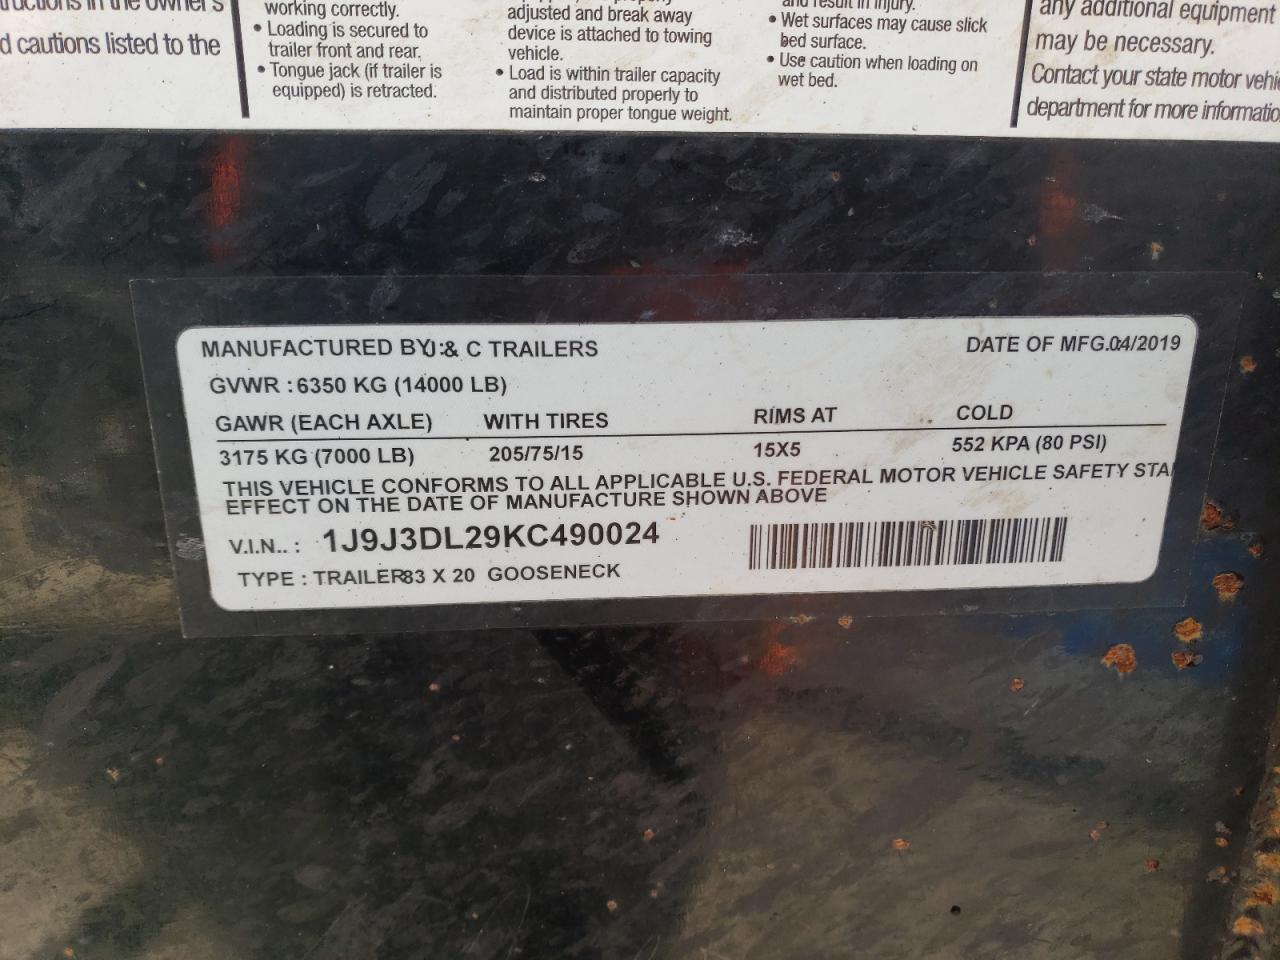 tructions in the owner's
d cautions listed to the
working correctly.
• Loading is secured to
trailer front and rear.
• Tongue jack (if trailer is
equipped) is retracted.
adjusted and break away
device is attached to towing
vehicle.
• Load is within trailer capacity
and distributed properly to
maintain proper tongue weight.
and result in injury.
• Wet surfaces may cause slick
bed surface.
• Use caution when loading on
wet bed.
any additional equipment
may be necessary.
Contact your state motor vehic
department for more informatio
MANUFACTURED BY: J & C TRAILERS DATE OF MFG. 04/2019
GVWR : 6350 KG (14000 LB)
GAWR (EACH AXLE) WITH TIRES RIMS AT COLD
3175 KG (7000 LB) 205/75/15 15X5 552 KPA (80 PSI)
THIS VEHICLE CONFORMS TO ALL APPLICABLE U.S. FEDERAL MOTOR VEHICLE SAFETY STA
EFFECT ON THE DATE OF MANUFACTURE SHOWN ABOVE
V.I.N.. : 1J9J3DL29KC490024
TYPE : TRAILER 83 X 20 GOOSENECK